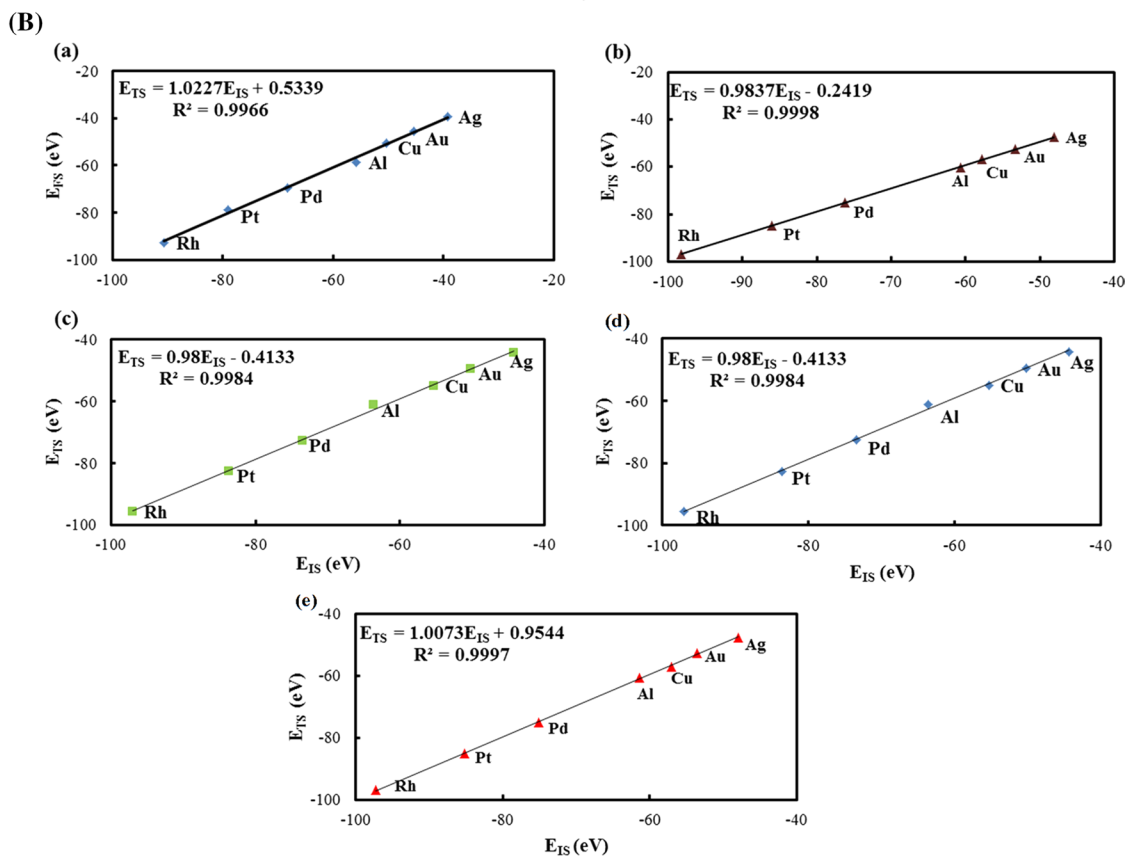 (B)
(a)
E_TS = 1.0227E_IS + 0.5339
R² = 0.9966
-20
-40
-60
-80
-100
E_FS (eV)
Ag
Au
Cu
Al
Pd
Pt
Rh
-100 -80 -60 -40 -20
(b)
E_TS = 0.9837E_IS - 0.2419
R² = 0.9998
-20
-40
-60
-80
-100
E_TS (eV)
Ag
Au
Cu
Al
Pd
Pt
Rh
-100 -90 -80 -70 -60 -50 -40
(c)
E_TS = 0.98E_IS - 0.4133
R² = 0.9984
-40
-60
-80
-100
E_TS (eV)
Ag
Au
Cu
Al
Pd
Pt
Rh
-100 -80 -60 -40
E_IS (eV)
(d)
E_TS = 0.98E_IS - 0.4133
R² = 0.9984
-40
-60
-80
-100
E_TS (eV)
Ag
Au
Cu
Al
Pd
Pt
Rh
-100 -80 -60 -40
E_IS (eV)
(e)
E_TS = 1.0073E_IS + 0.9544
R² = 0.9997
-40
-60
-80
-100
E_TS (eV)
Ag
Au
Cu
Al
Pd
Pt
Rh
-100 -80 -60 -40
E_IS (eV)